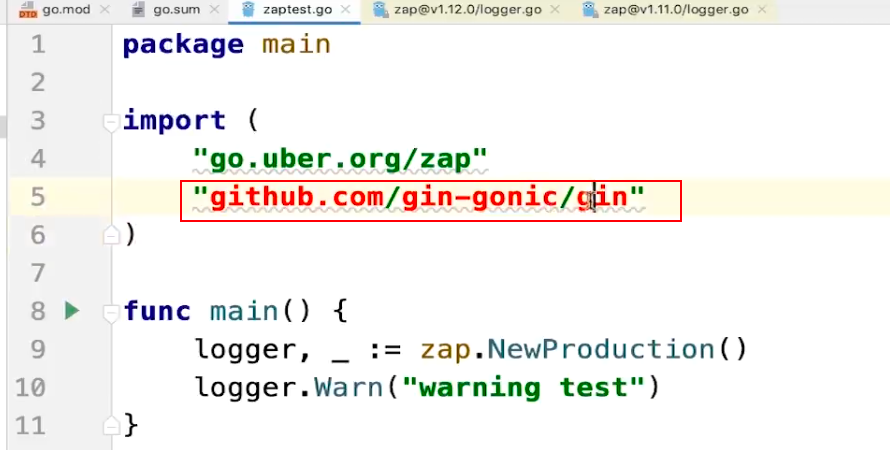 go.mod go.sum zaptest.go zap@v1.12.0/logger.go zap@v1.11.0/logger.go
1 package main
2
3 import (
4 "go.uber.org/zap"
5 "github.com/gin-gonic/gin"
6 )
7
8 func main() {
9 logger, _ := zap.NewProduction()
10 logger.Warn("warning test")
11 }